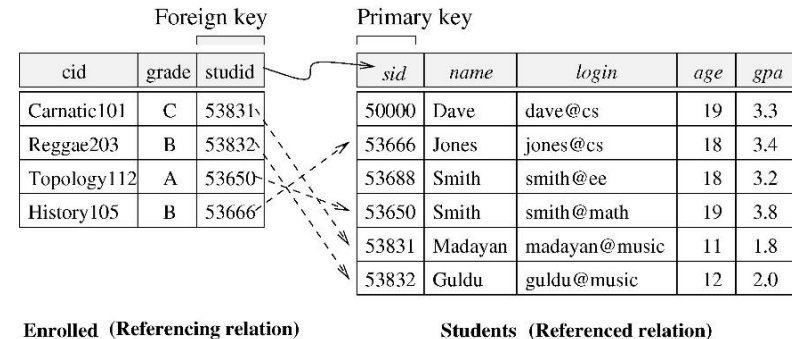 Foreign key Primary key
cid grade studid sid name login age gpa
Carnatic101 C 53831 50000 Dave dave@cs 19 3.3
Reggae203 B 53832 53666 Jones jones@cs 18 3.4
Topology112 A 53650 53688 Smith smith@ee 18 3.2
History105 B 53666 53650 Smith smith@math 19 3.8
53831 Madayan madayan@music 11 1.8
53832 Guldu guldu@music 12 2.0
Enrolled (Referencing relation) Students (Referenced relation)